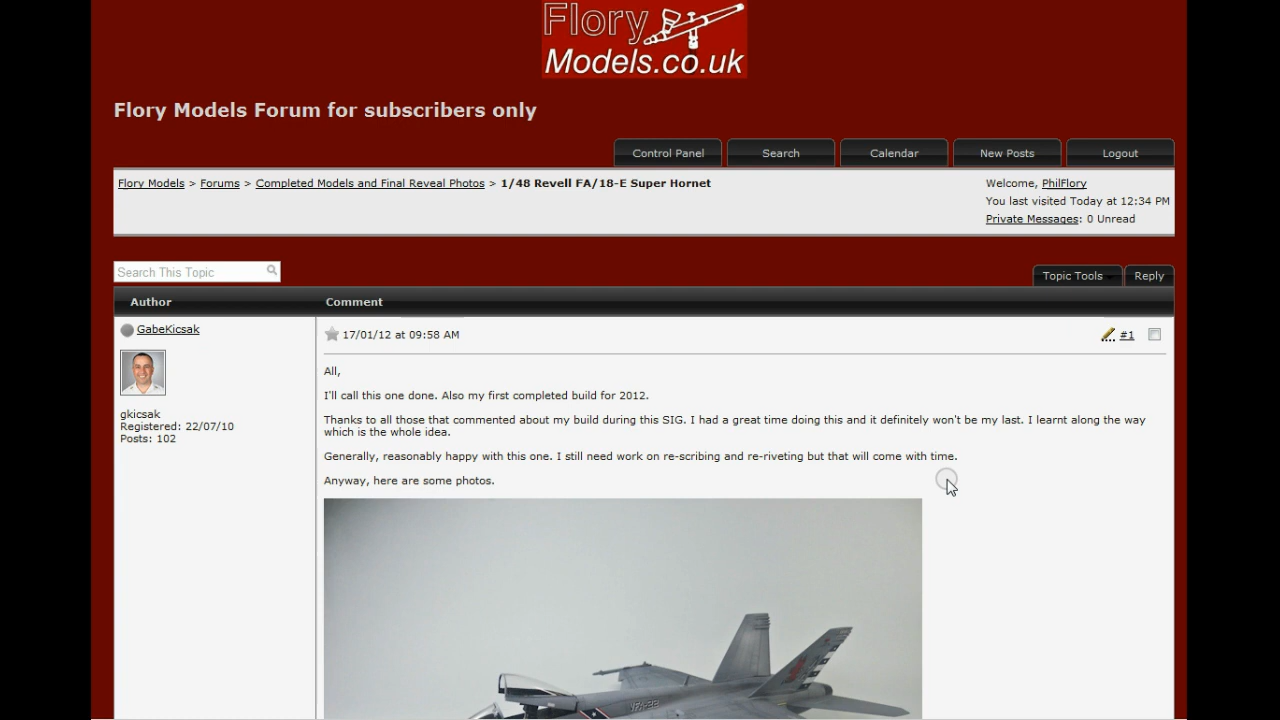 Flory
Models.co.uk
Flory Models Forum for subscribers only
Control Panel Search Calendar New Posts Logout
Flory Models > Forums > Completed Models and Final Reveal Photos > 1/48 Revell FA/18-E Super Hornet
Welcome, PhilFlory
You last visited Today at 12:34 PM
Private Messages: 0 Unread
Search This Topic
Topic Tools Reply
Author Comment
GabeKicsak
17/01/12 at 09:58 AM #1
gkicsak
Registered: 22/07/10
Posts: 102
All,
I'll call this one done. Also my first completed build for 2012.
Thanks to all those that commented about my build during this SIG. I had a great time doing this and it definitely won't be my last. I learnt along the way
which is the whole idea.
Generally, reasonably happy with this one. I still need work on re-scribing and re-riveting but that will come with time.
Anyway, here are some photos.